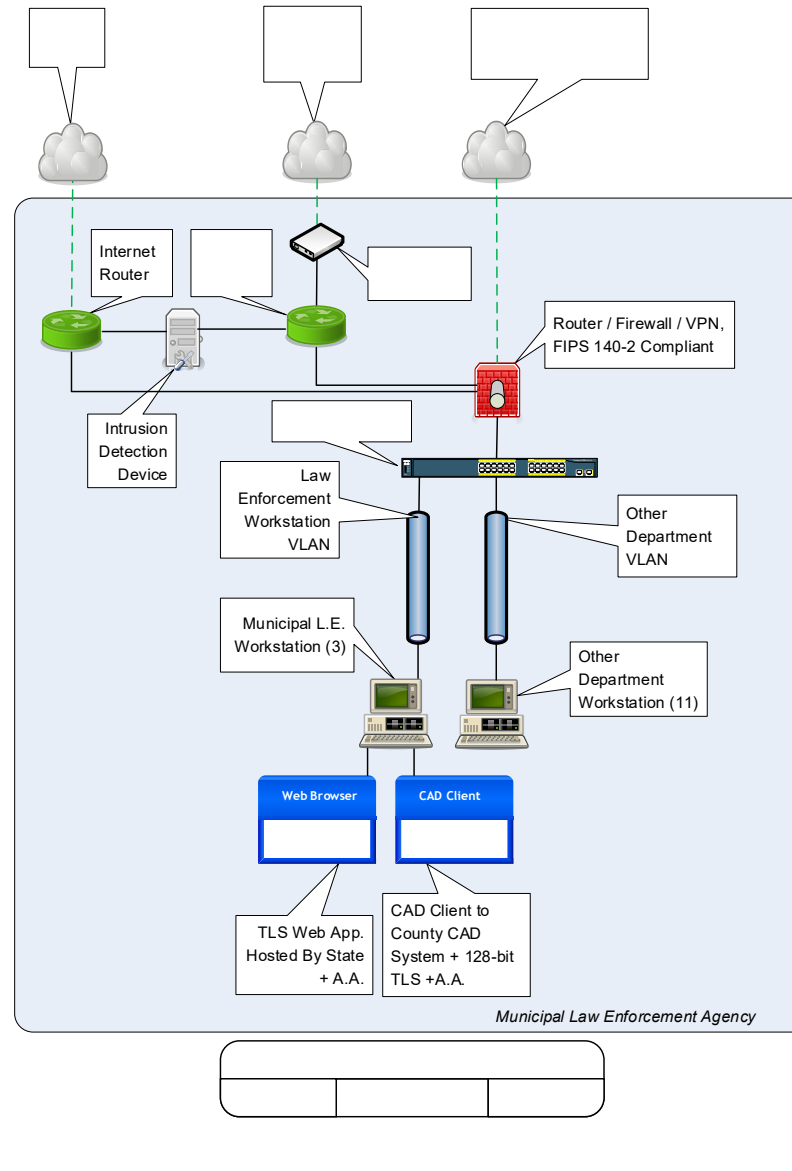 Internet
Router
Router / Firewall / VPN,
FIPS 140-2 Compliant
Intrusion
Detection
Device
Law
Enforcement
Workstation
VLAN
Other
Department
VLAN
Municipal L.E.
Workstation (3)
Other
Department
Workstation (11)
Web Browser
CAD Client
TLS Web App.
Hosted By State
+ A.A.
CAD Client to
County CAD
System + 128-bit
TLS +A.A.
Municipal Law Enforcement Agency